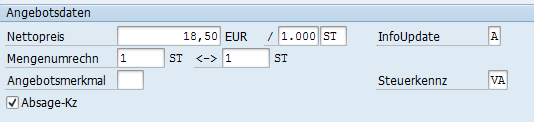 Angebotsdaten
Nettopreis 18,50 EUR / 1.000 ST InfoUpdate A
Mengenumrechn 1 ST <-> 1 ST
Angebotsmerkmal Steuerkennz VA
Absage-Kz